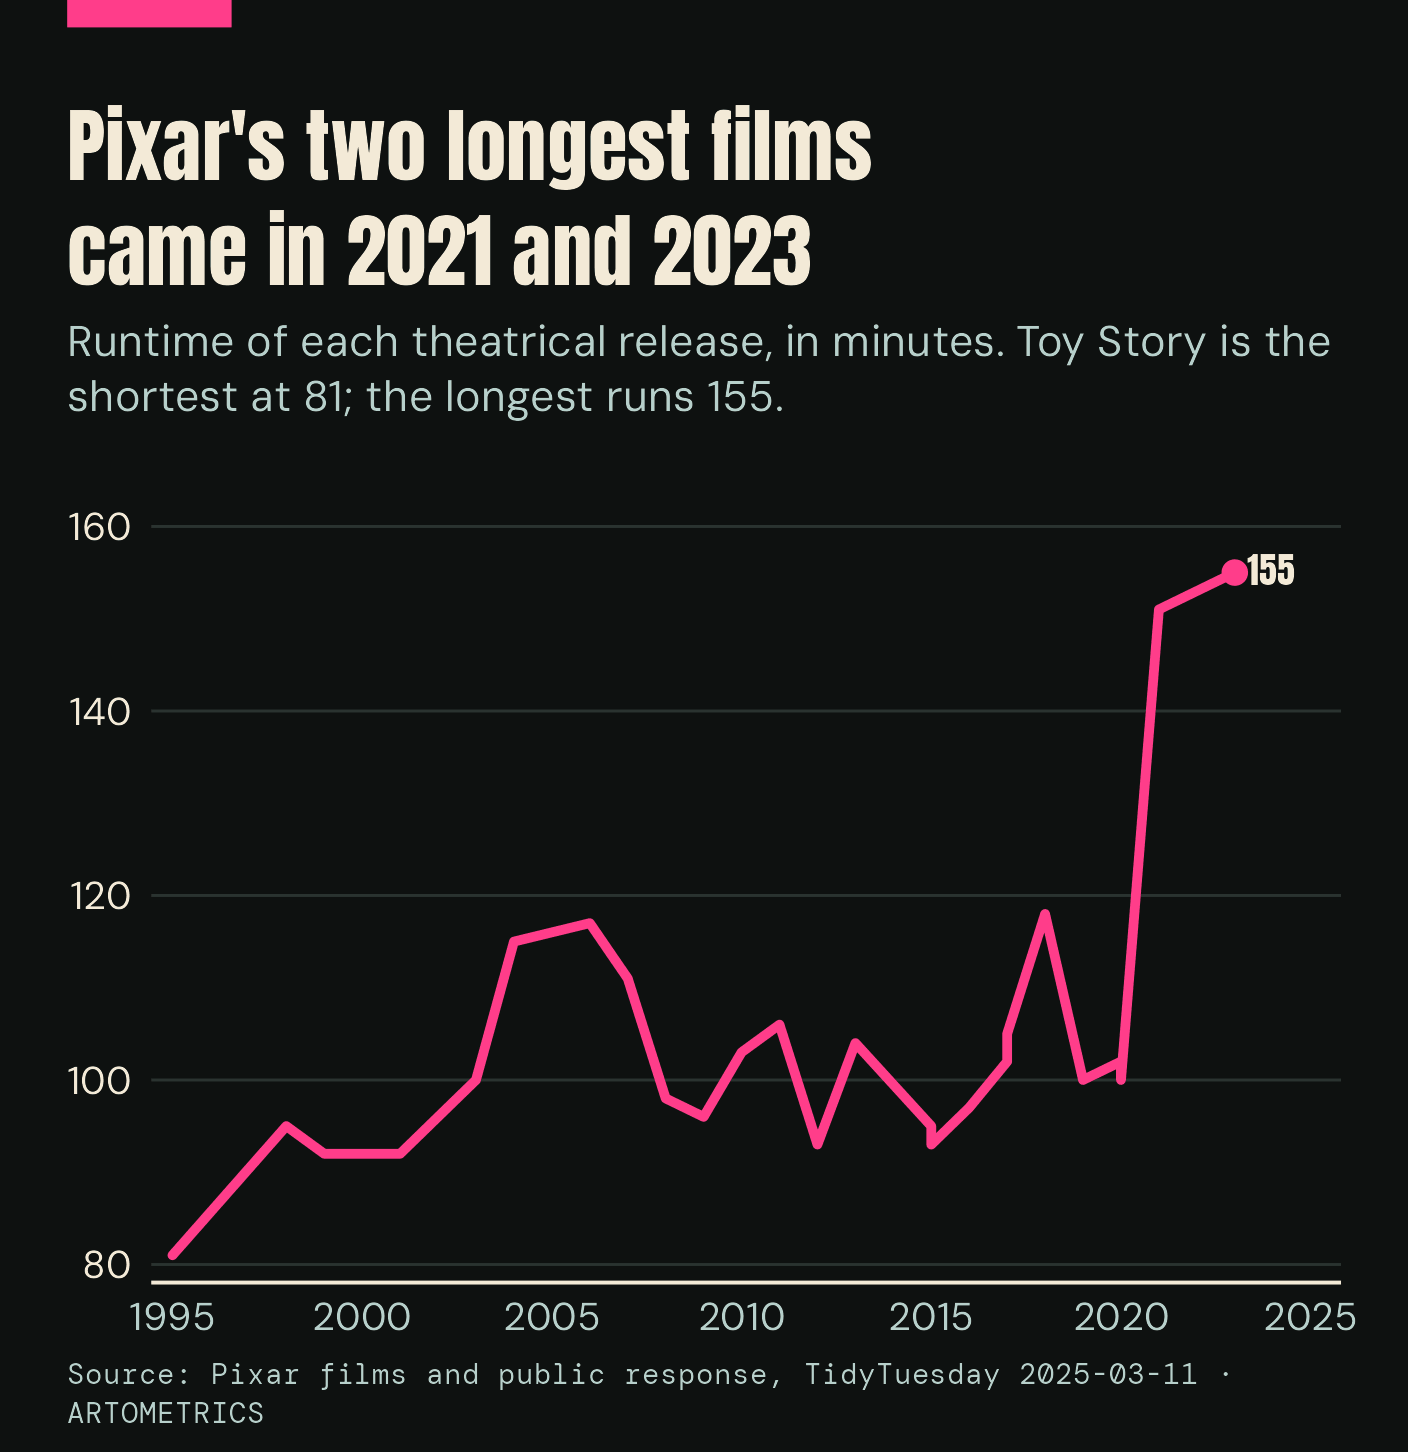 Pixar's two longest films
came in 2021 and 2023
Runtime of each theatrical release, in minutes. Toy Story is the
shortest at 81; the longest runs 155.
160
155
140
120
100
80
1995 2000 2005 2010 2015 2020 2025
Source: Pixar films and public response, TidyTuesday 2025-03-11 ·
ARTOMETRICS